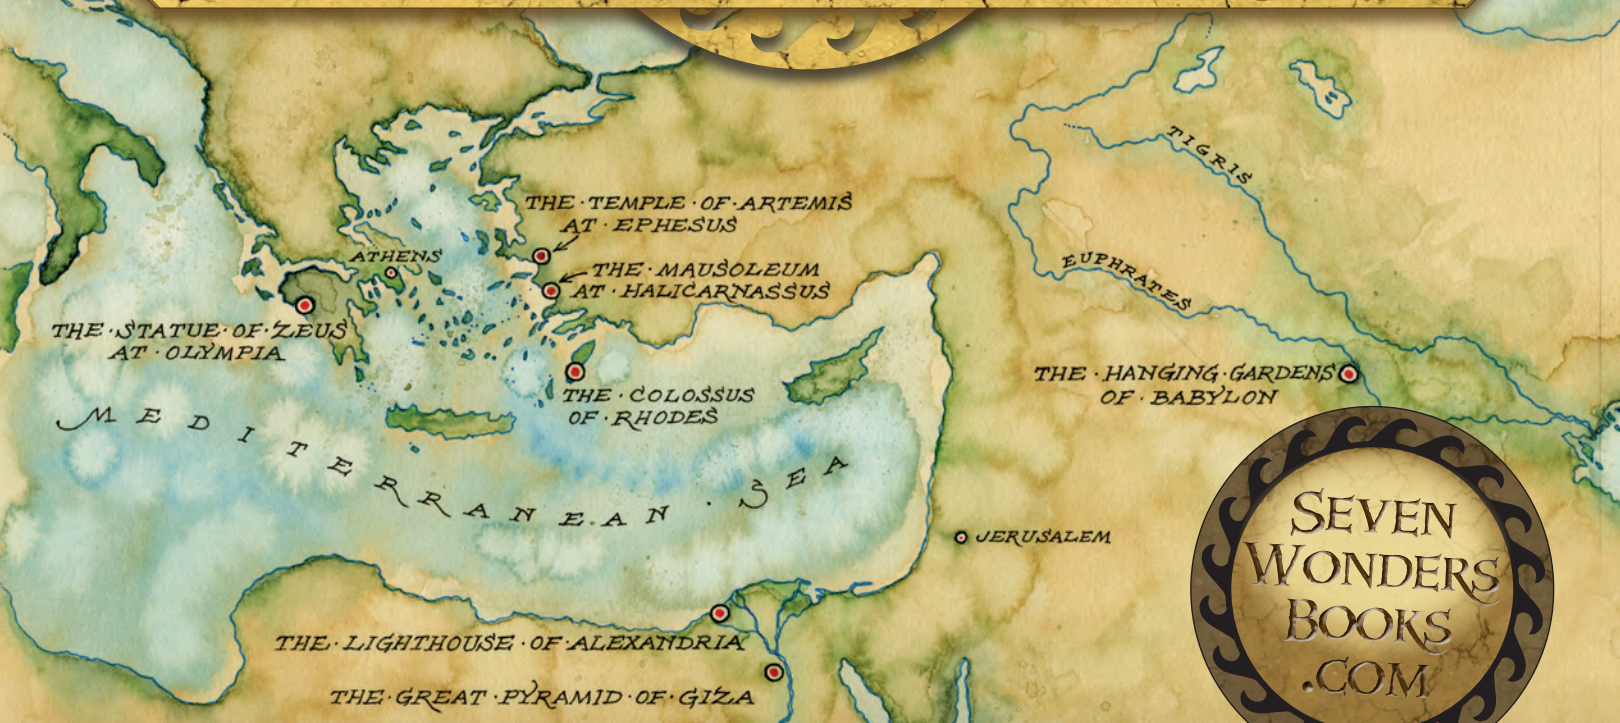 TIGRIS
THE·TEMPLE·OF·ARTEMIS
AT·EPHESUS
ATHENS
EUPHRATES
THE·MAUSOLEUM
AT·HALICARNASSUS
THE·STATUE·OF·ZEUS
AT·OLYMPIA
THE·HANGING·GARDENS
OF·BABYLON
THE·COLOSSUS
OF·RHODES
MEDITERRANEAN·SEA
JERUSALEM
SEVEN
WONDERS
BOOKS
.COM
THE·LIGHTHOUSE·OF·ALEXANDRIA
THE·GREAT·PYRAMID·OF·GIZA